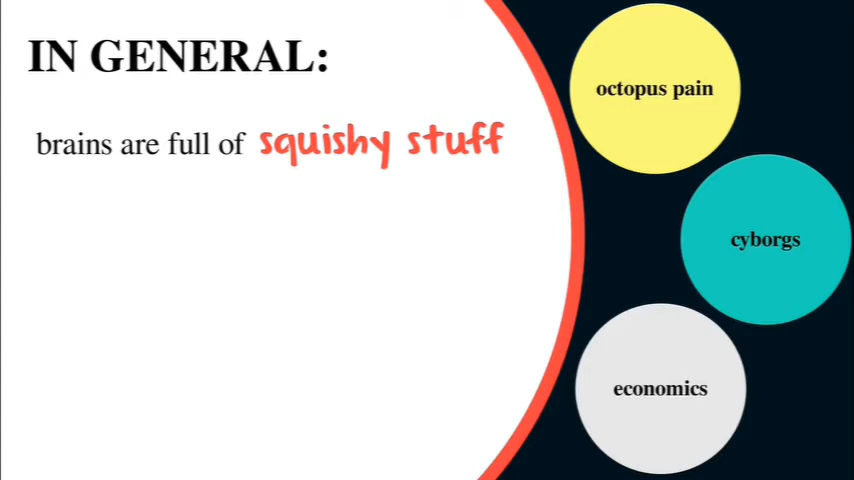 IN GENERAL:
brains are full of squishy stuff
octopus pain
cyborgs
economics